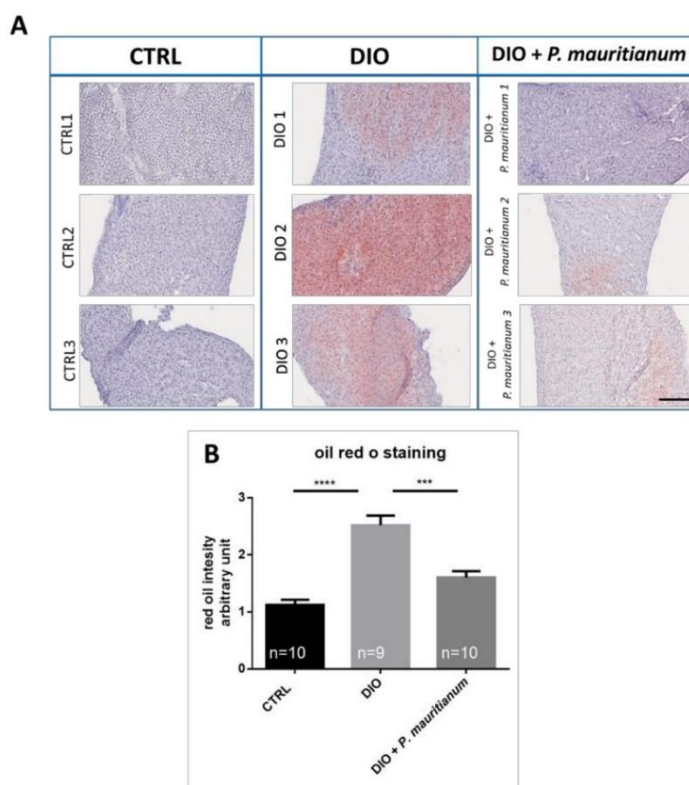 A
CTRL
DIO
DIO + P. mauritianum
CTRL1
DIO 1
DIO +
P. mauritianum 1
CTRL2
DIO 2
DIO +
P. mauritianum 2
CTRL3
DIO 3
DIO +
P. mauritianum 3
B
oil red o staining
****
***
red oil intesity
arbitrary unit
3
2
1
0
n=10
n=9
n=10
CTRL
DIO
DIO + P. mauritianum